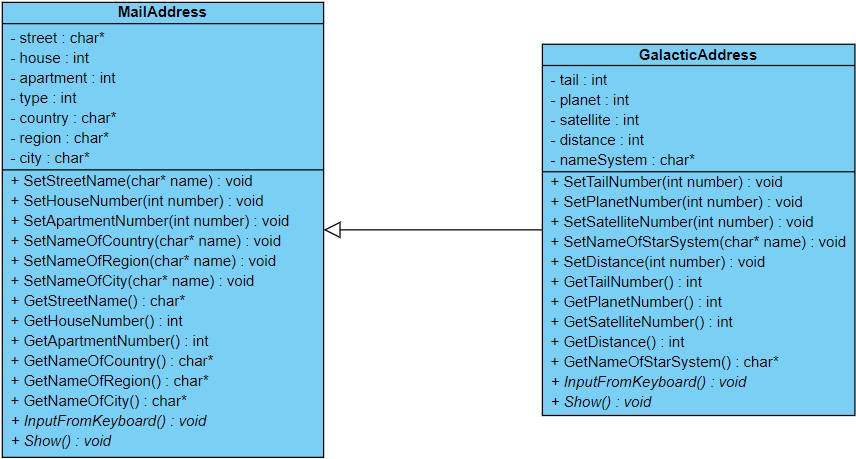 MailAddress
- street : char*
- house : int
- apartment : int
- type : int
- country : char*
- region : char*
- city : char*
+ SetStreetName(char* name) : void
+ SetHouseNumber(int number) : void
+ SetApartmentNumber(int number) : void
+ SetNameOfCountry(char* name) : void
+ SetNameOfRegion(char* name) : void
+ SetNameOfCity(char* name) : void
+ GetStreetName() : char*
+ GetHouseNumber() : int
+ GetApartmentNumber() : int
+ GetNameOfCountry() : char*
+ GetNameOfRegion() : char*
+ GetNameOfCity() : char*
+ InputFromKeyboard() : void
+ Show() : void
GalacticAddress
- tail : int
- planet : int
- satellite : int
- distance : int
- nameSystem : char*
+ SetTailNumber(int number) : void
+ SetPlanetNumber(int number) : void
+ SetSatelliteNumber(int number) : void
+ SetNameOfStarSystem(char* name) : void
+ SetDistance(int number) : void
+ GetTailNumber() : int
+ GetPlanetNumber() : int
+ GetSatelliteNumber() : int
+ GetDistance() : int
+ GetNameOfStarSystem() : char*
+ InputFromKeyboard() : void
+ Show() : void